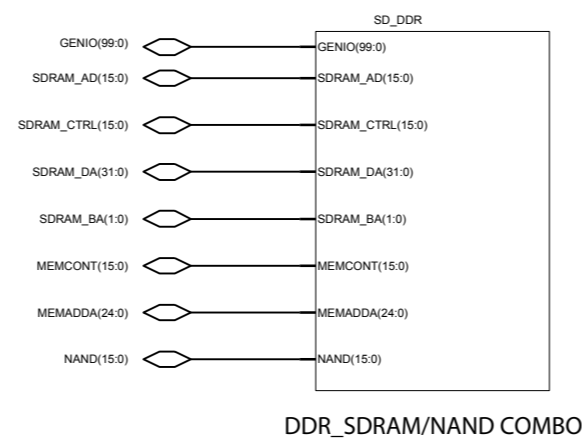 SD_DDR
GENIO(99:0) GENIO(99:0)
SDRAM_AD(15:0) SDRAM_AD(15:0)
SDRAM_CTRL(15:0) SDRAM_CTRL(15:0)
SDRAM_DA(31:0) SDRAM_DA(31:0)
SDRAM_BA(1:0) SDRAM_BA(1:0)
MEMCONT(15:0) MEMCONT(15:0)
MEMADDA(24:0) MEMADDA(24:0)
NAND(15:0) NAND(15:0)
DDR_SDRAM/NAND COMBO